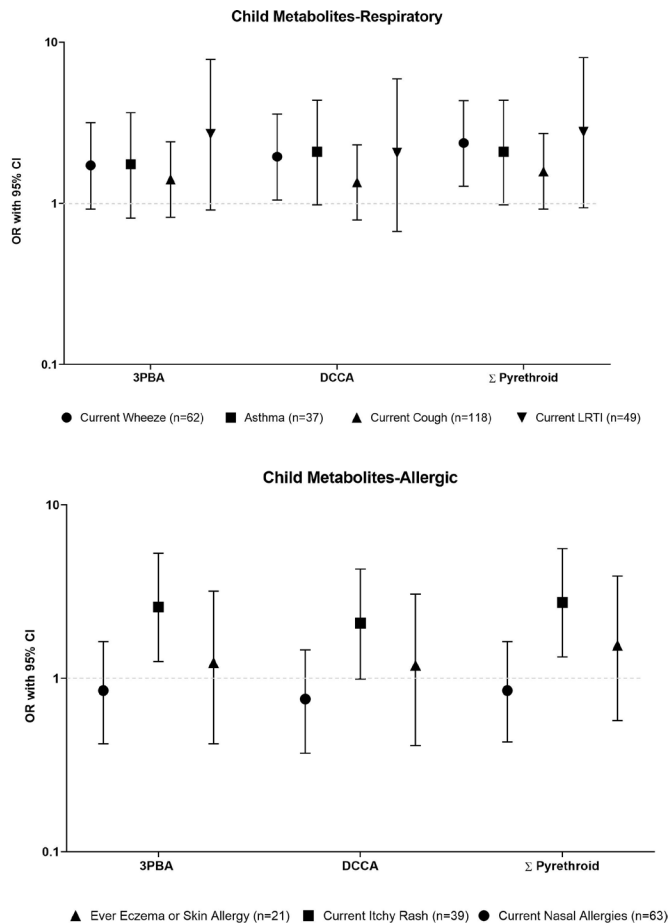 Child Metabolites-Respiratory
10
1
0.1
OR with 95% CI
3PBA DCCA Σ Pyrethroid
Current Wheeze (n=62) Asthma (n=37) Current Cough (n=118) Current LRTI (n=49)
Child Metabolites-Allergic
10
1
0.1
OR with 95% CI
3PBA DCCA Σ Pyrethroid
Ever Eczema or Skin Allergy (n=21) Current Itchy Rash (n=39) Current Nasal Allergies (n=63)